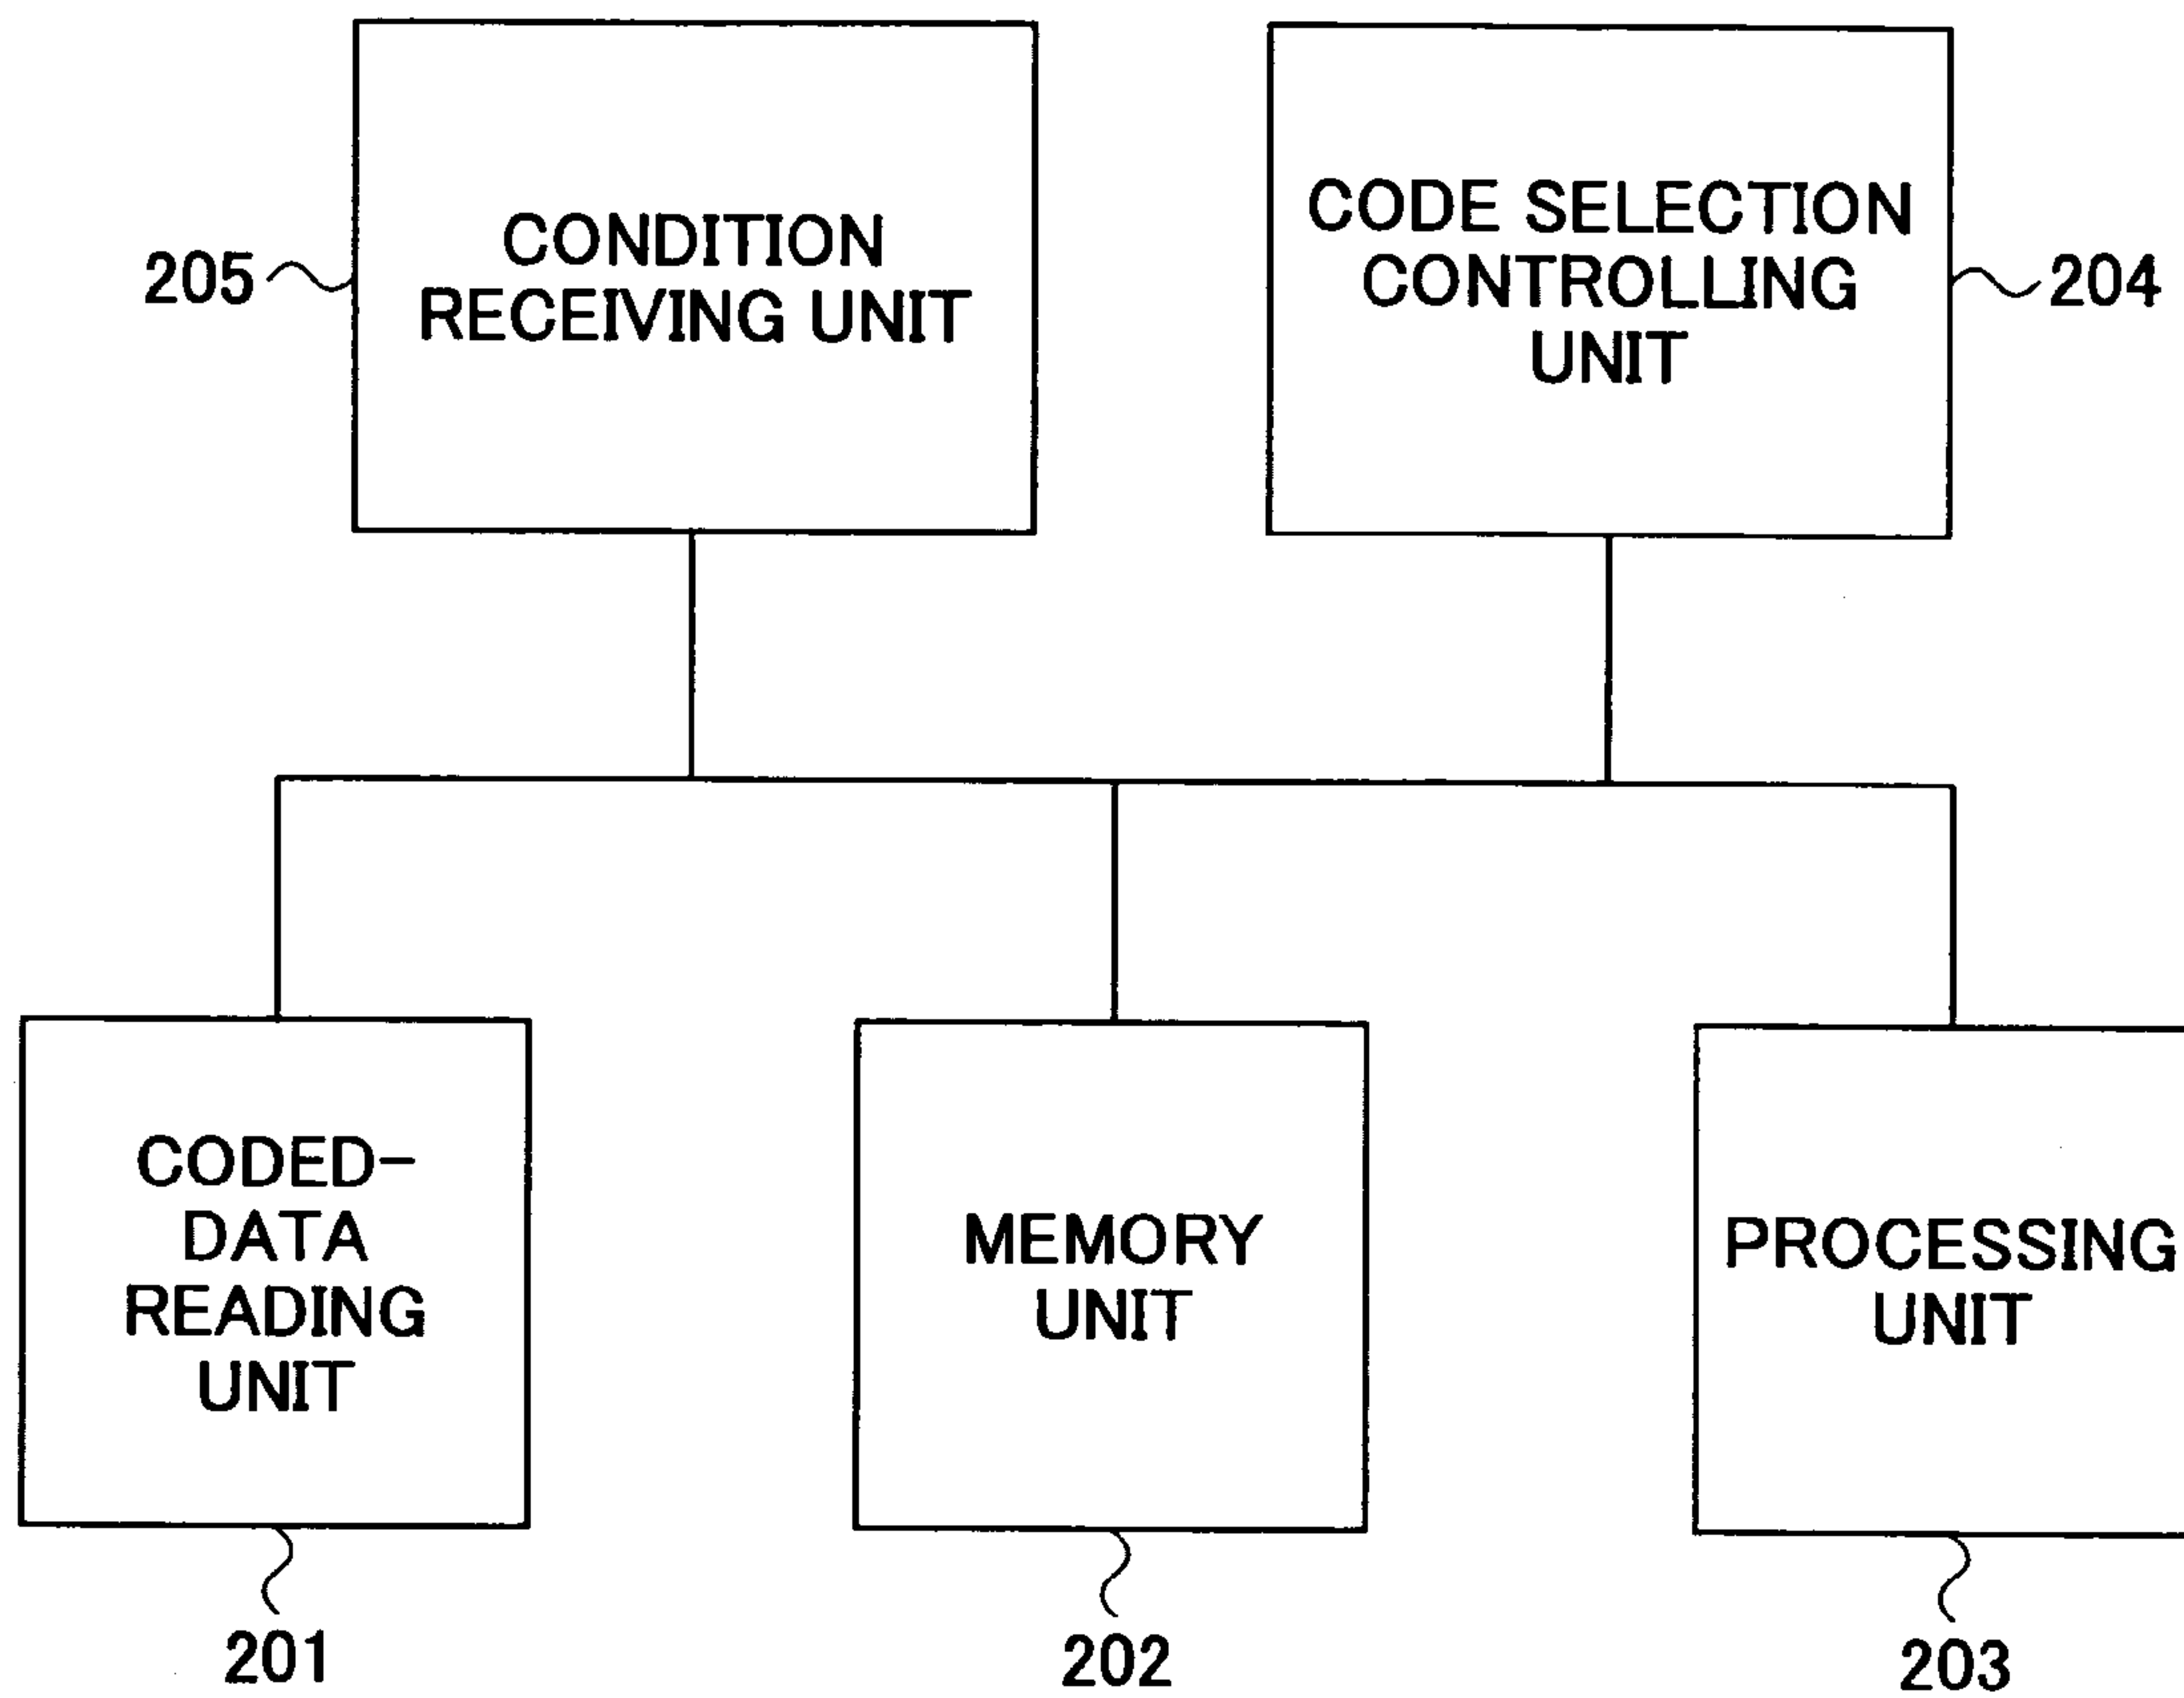 205
CONDITION
RECEIVING UNIT
CODE SELECTION
CONTROLLING
UNIT
204
CODED-
DATA
READING
UNIT
MEMORY
UNIT
PROCESSING
UNIT
201
202
203